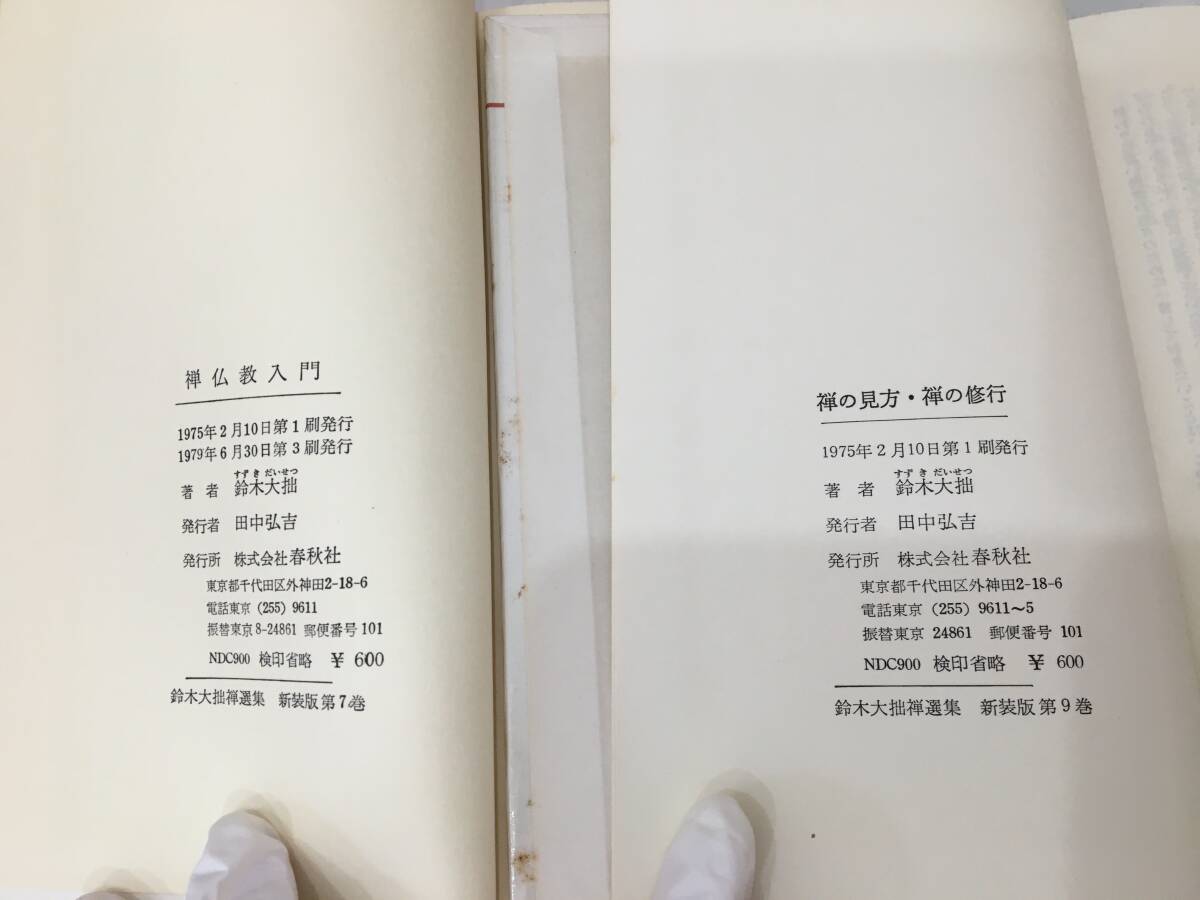 禅仏教入門
1975年2月10日第1刷発行
1979年6月30日第3刷発行
すずきだいせつ
著者 鈴木大拙
発行者 田中弘吉
発行所 株式会社春秋社
東京都千代田区外神田2-18-6
電話東京(255)9611
振替東京8-24861 郵便番号101
NDC900 検印省略 ¥600
鈴木大拙禅選集 新装版第7巻
禅の見方・禅の修行
1975年2月10日第1刷発行
すずきだいせつ
著者 鈴木大拙
発行者 田中弘吉
発行所 株式会社春秋社
東京都千代田区外神田2-18-6
電話東京(255)9611~5
振替東京 24861 郵便番号 101
NDC900 検印省略 ¥ 600
鈴木大拙禅選集 新装版第9巻